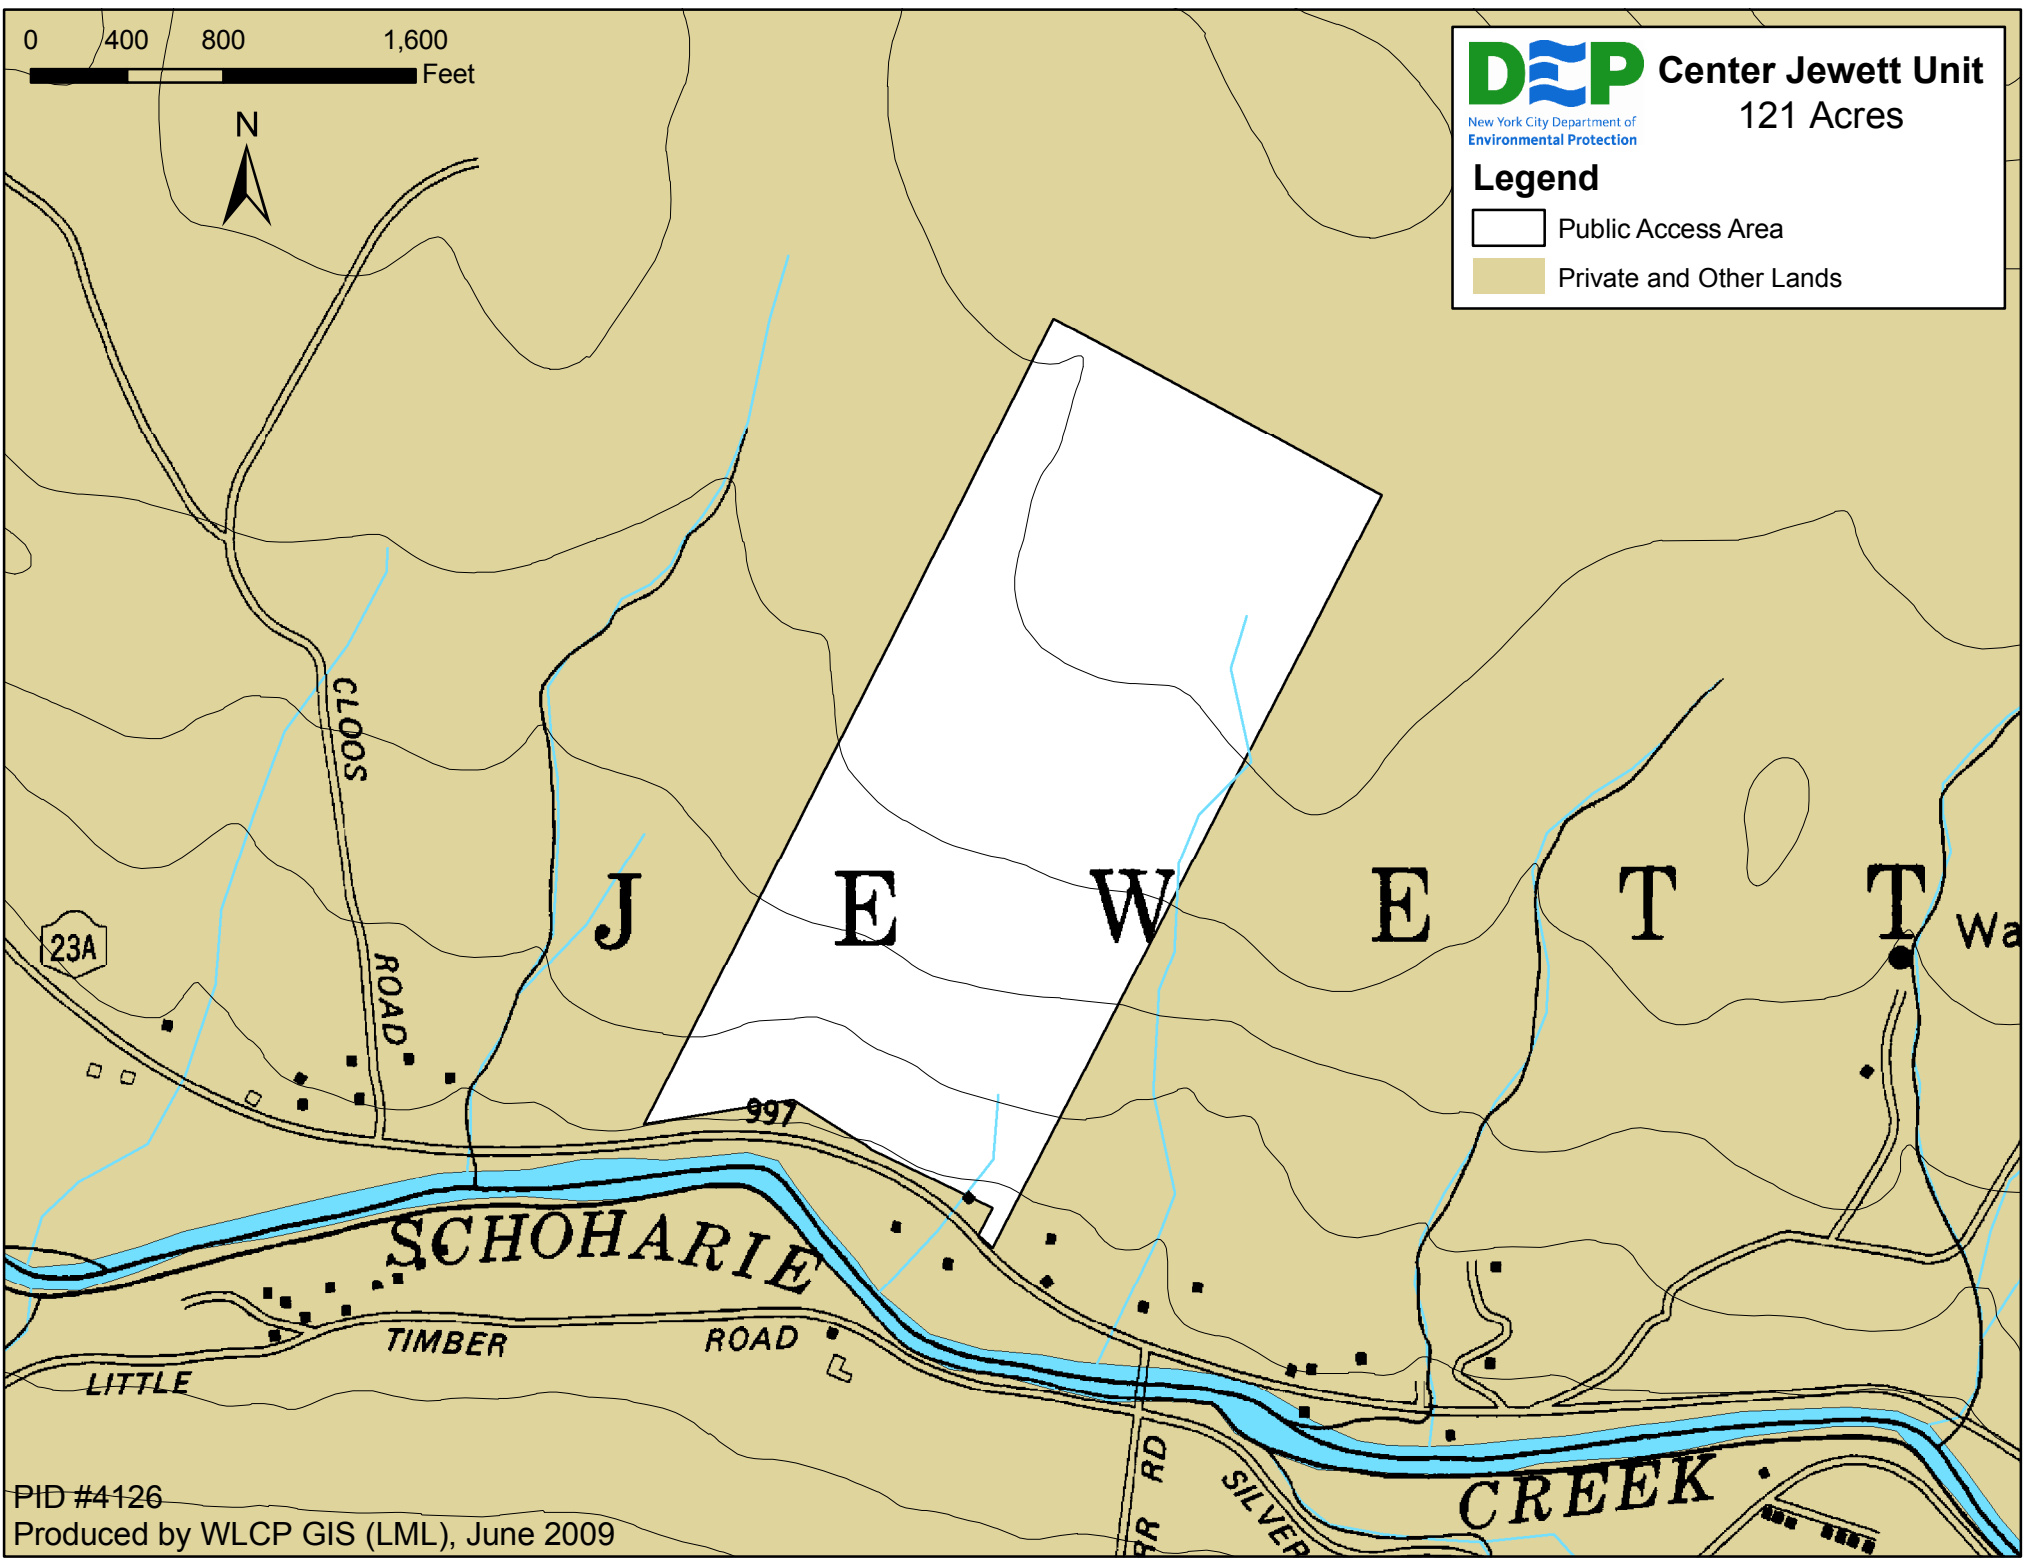 0 400 800 1,600
Feet
N
DEP
New York City Department of
Environmental Protection
Center Jewett Unit
121 Acres
Legend
Public Access Area
Private and Other Lands
CLOOS
ROAD
JEWETT
Wa
23A
997
SCHOHARIE
TIMBER
ROAD
LITTLE
RR RD
SILVER
CREEK
PID #4126
Produced by WLCP GIS (LML), June 2009